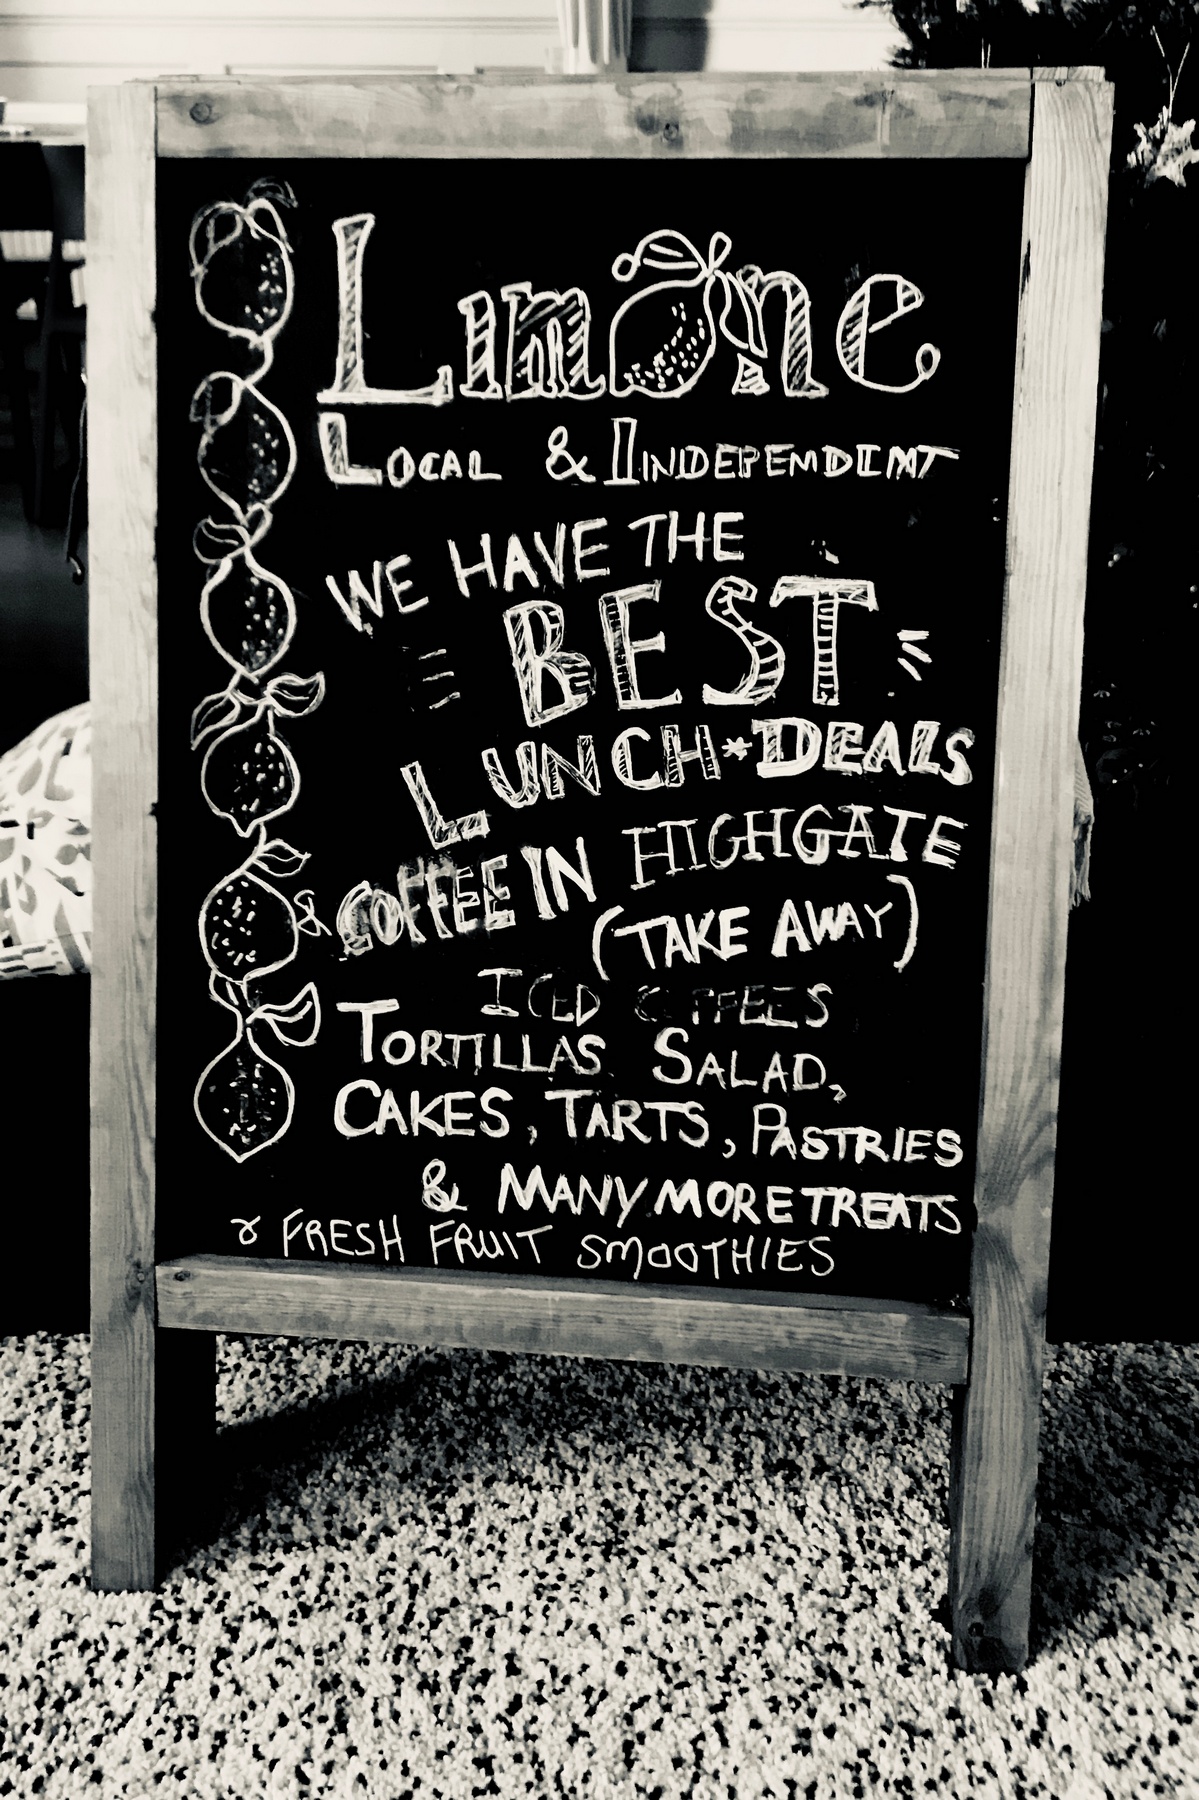 Limone
LOCAL & INDEPENDENT
WE HAVE THE
BEST
LUNCH * DEALS
& COFFEE IN HIGHGATE
(TAKE AWAY)
ICED COFFEES
TORTILLAS. SALAD,
CAKES, TARTS, PASTRIES
& MANY MORE TREATS
& FRESH FRUIT SMOOTHIES